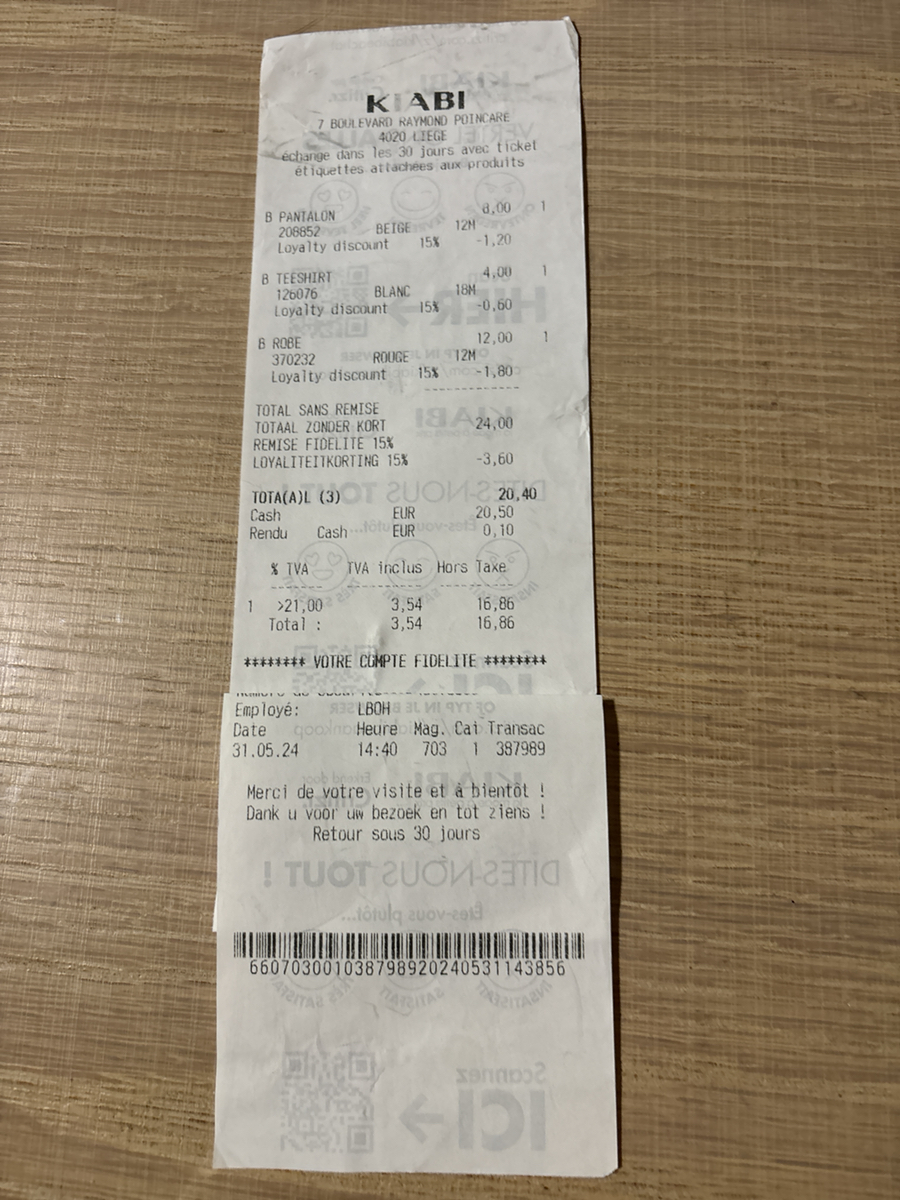 KIABI
7 BOULEVARD RAYMOND POINCARE
4020 LIEGE
échange dans les 30 jours avec ticket
étiquettes attachées aux produits
B PANTALON 8,00 1
208852 BEIGE 12M
Loyalty discount 15% -1,20
B TEESHIRT 4,00 1
126076 BLANC 18M
Loyalty discount 15% -0,60
B ROBE 12,00 1
370232 ROUGE 12M
Loyalty discount 15% -1,80
TOTAL SANS REMISE
TOTAAL ZONDER KORT 24,00
REMISE FIDELITE 15%
LOYALITEITKORTING 15% -3,60
TOTA(A)L (3) 20,40
Cash EUR 20,50
Rendu Cash EUR 0,10
% TVA TVA inclus Hors Taxe
1 >21,00 3,54 16,86
Total : 3,54 16,86
******** VOTRE COMPTE FIDELITE ********
Employé: LBOH
Date Heure Mag. Cai Transac
31.05.24 14:40 703 1 387989
Merci de votre visite et à bientôt !
Dank u voor uw bezoek en tot ziens !
Retour sous 30 jours
DITES-NOUS TOUT !
Êtes-vous plutôt...
660703001038798920240531143856
Scannez
ICI